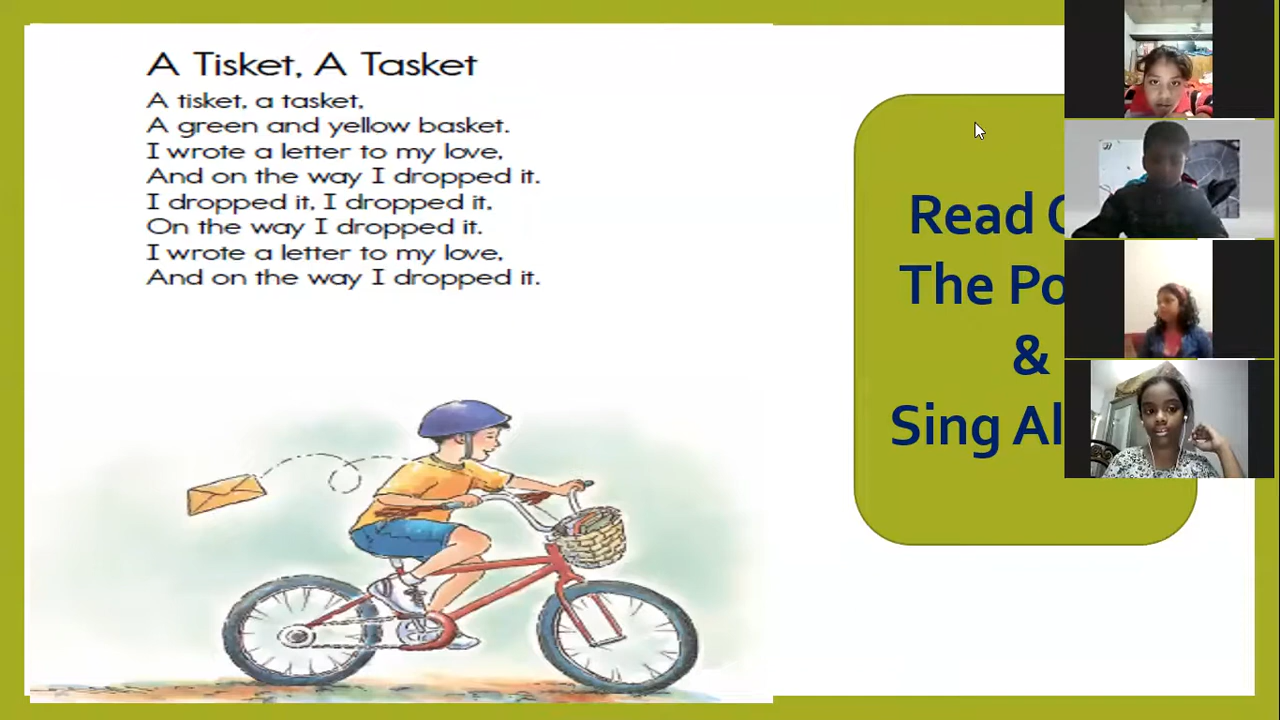 A Tisket, A Tasket
A tisket, a tasket,
A green and yellow basket.
I wrote a letter to my love,
And on the way I dropped it.
I dropped it, I dropped it,
On the way I dropped it.
I wrote a letter to my love,
And on the way I dropped it.
Read
The
&
Sing